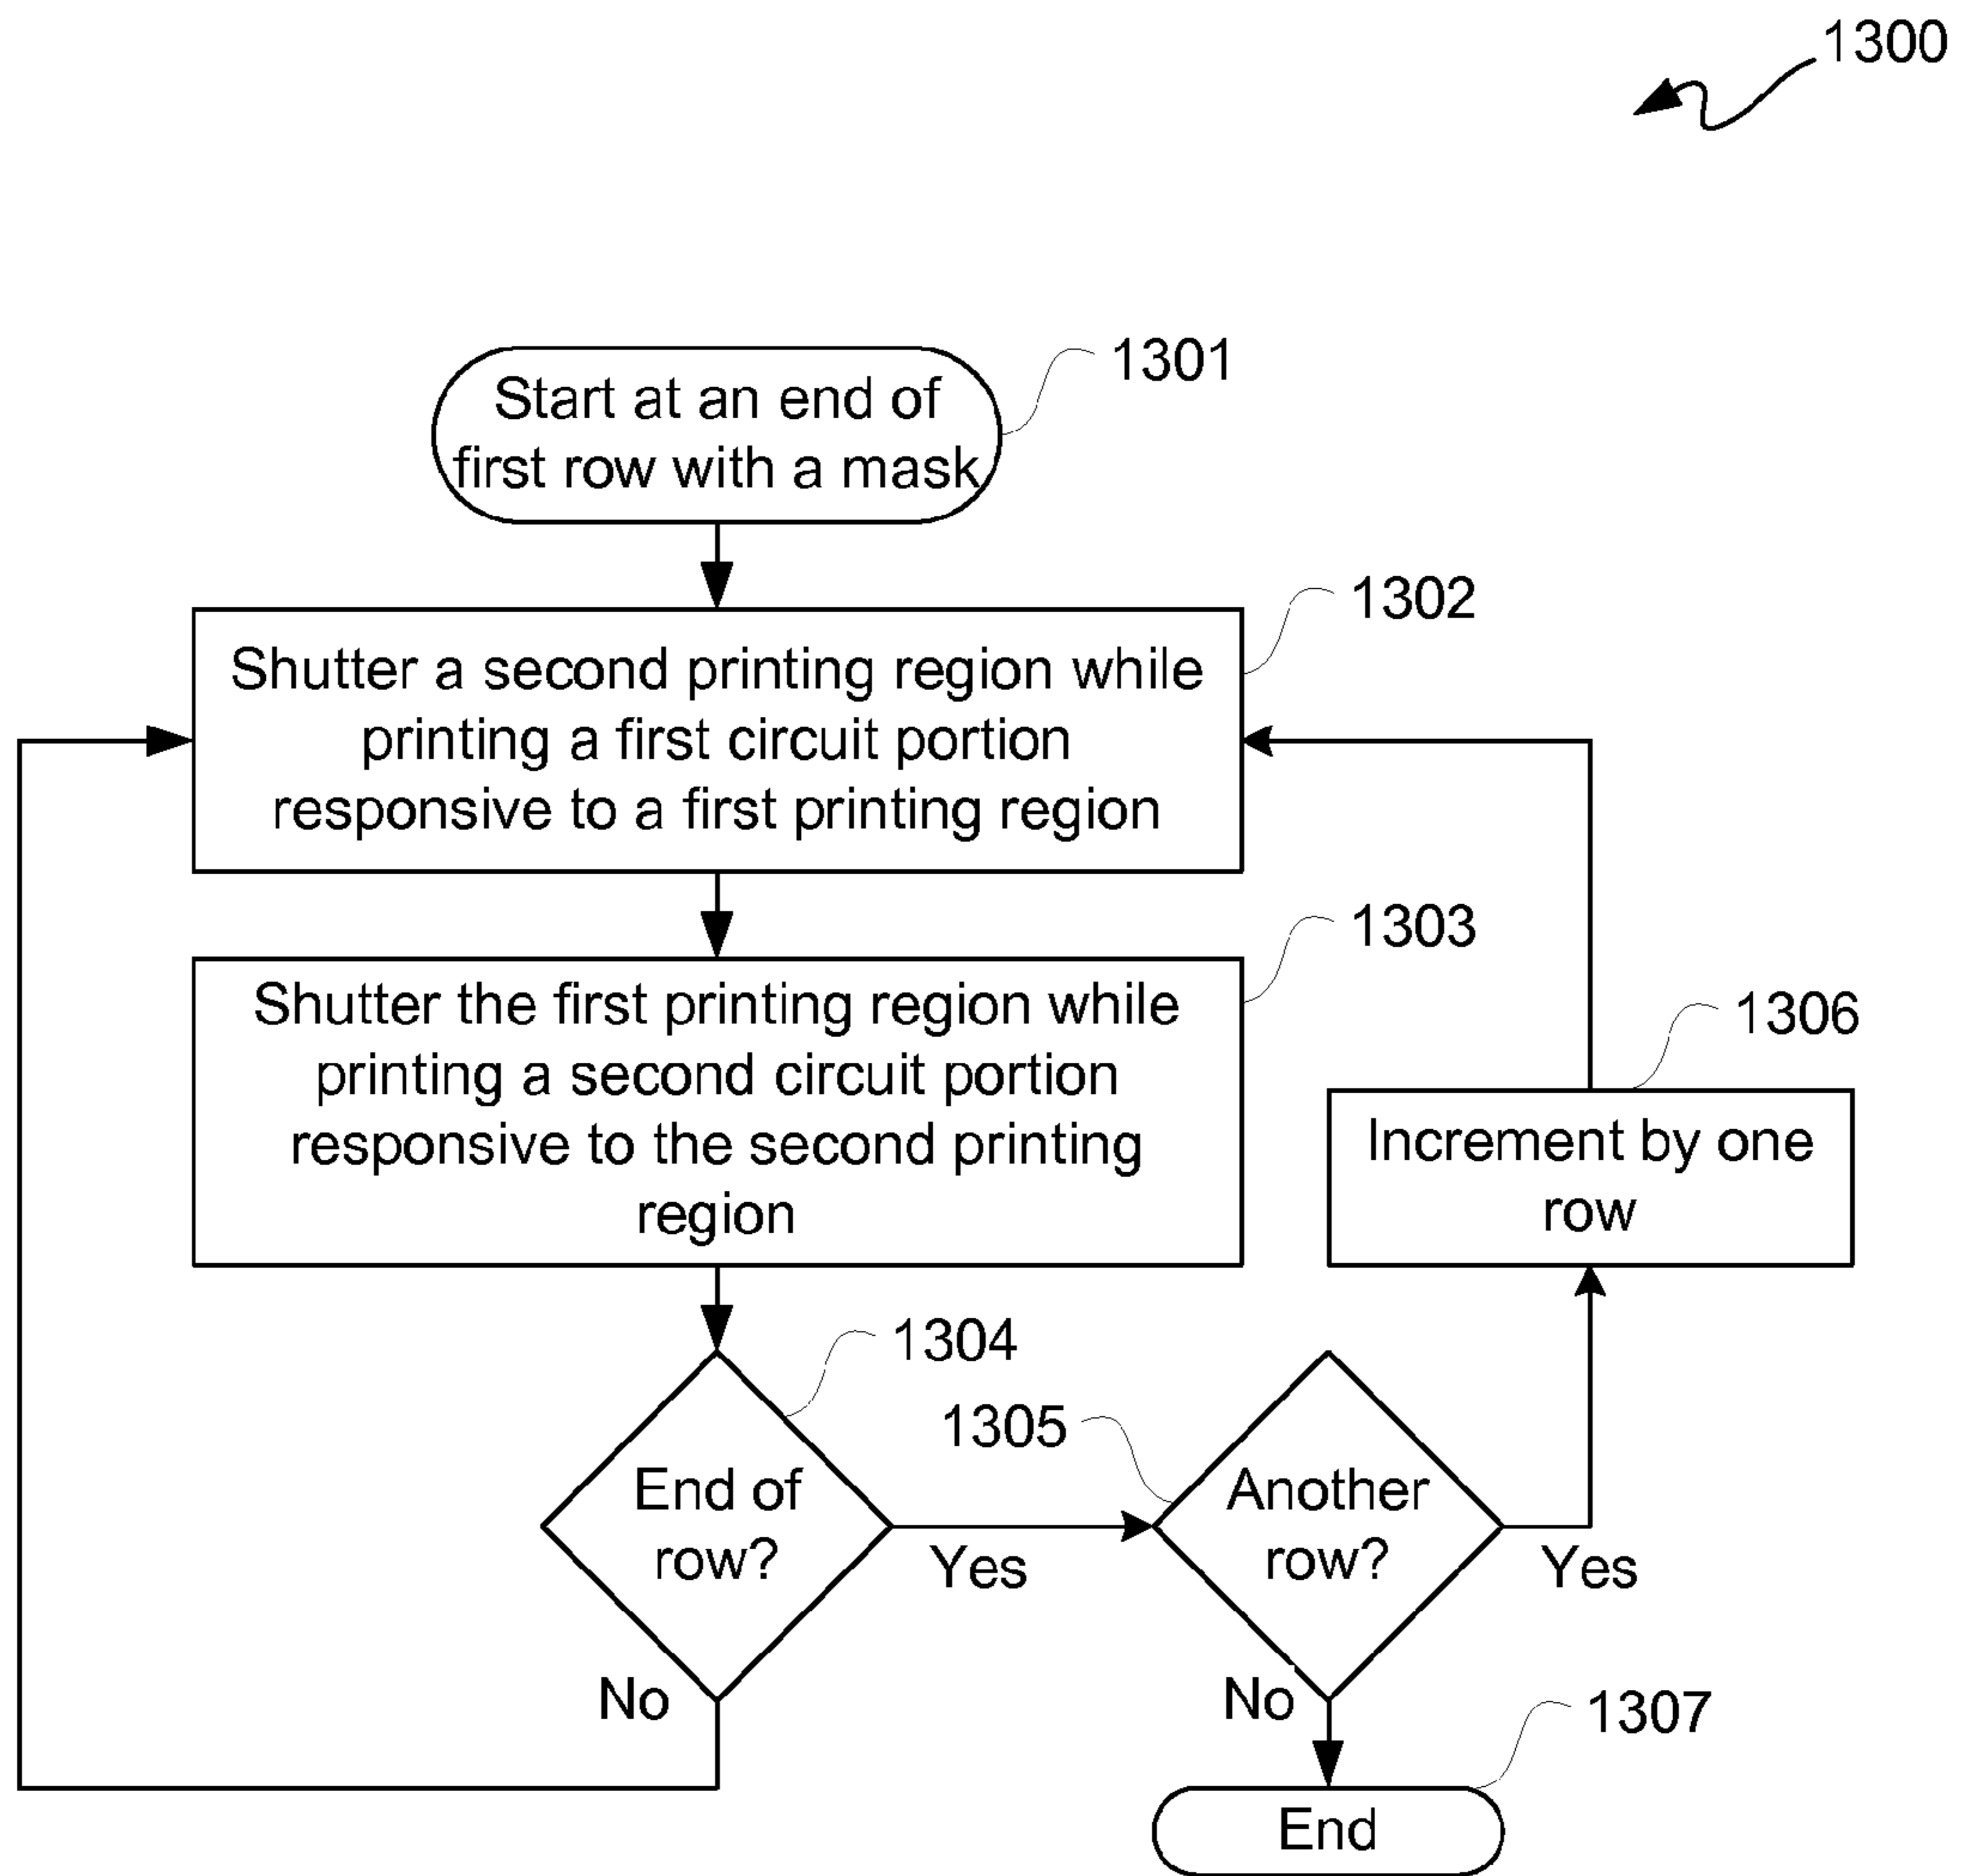 1300
Start at an end of
first row with a mask
1301
Shutter a second printing region while
printing a first circuit portion
responsive to a first printing region
1302
Shutter the first printing region while
printing a second circuit portion
responsive to the second printing
region
1303
Increment by one
row
1306
End of
row?
1304
Yes
No
Another
row?
1305
Yes
No
End
1307